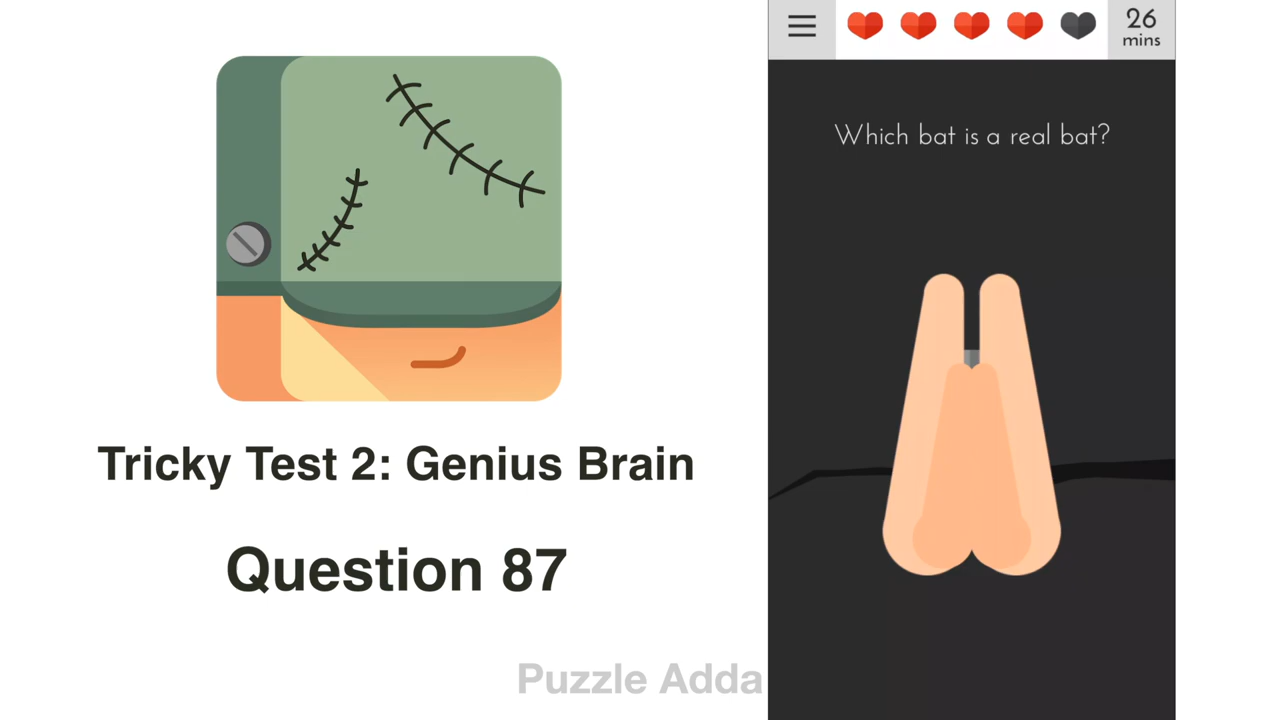 26
mins
Which bat is a real bat?
Tricky Test 2: Genius Brain
Question 87
Puzzle Adda